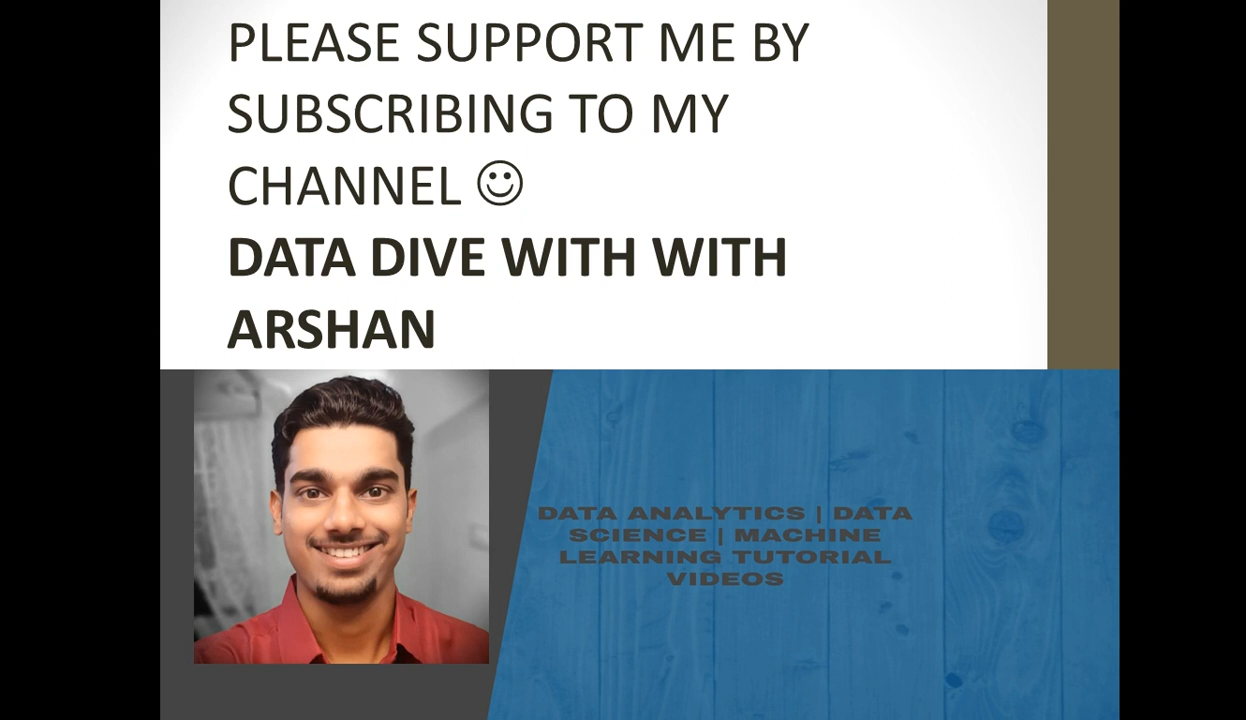 PLEASE SUPPORT ME BY
SUBSCRIBING TO MY
CHANNEL ☺
DATA DIVE WITH WITH
ARSHAN
DATA ANALYTICS | DATA
SCIENCE | MACHINE
LEARNING TUTORIAL
VIDEOS